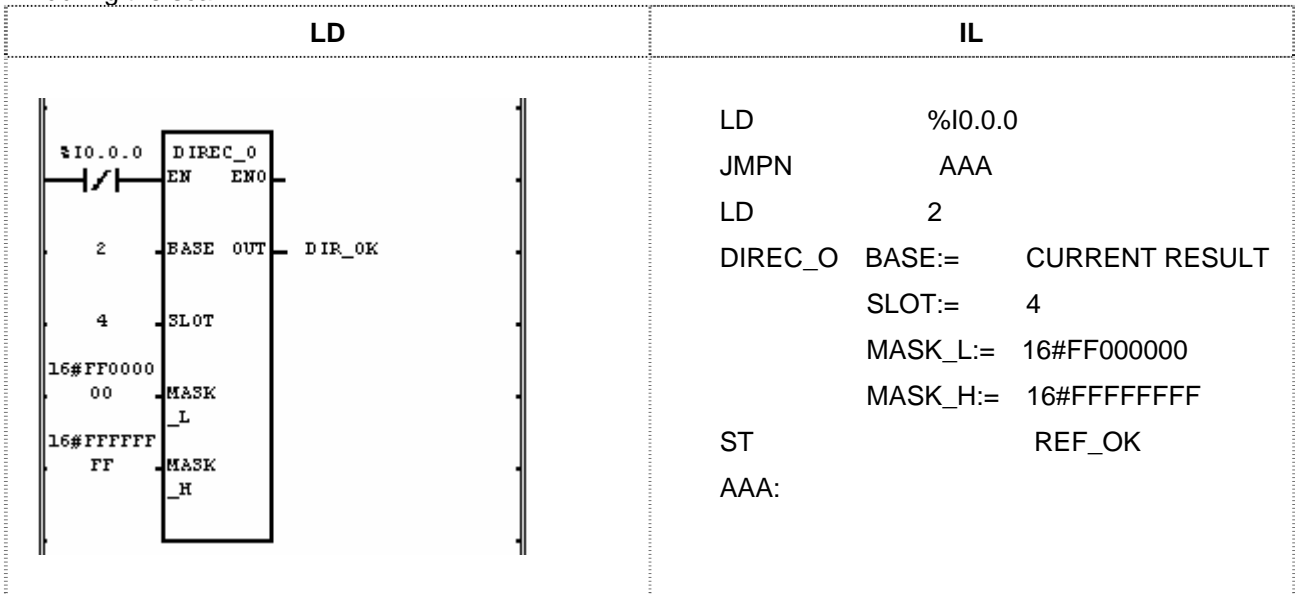 LD IL
%I0.0.0 DIREC_O
EN ENO
2 BASE OUT DIR_OK
4 SLOT
16#FF0000
00 MASK
_L
16#FFFFFF
FF MASK
_H
LD %I0.0.0
JMPN AAA
LD 2
DIREC_O BASE:= CURRENT RESULT
SLOT:= 4
MASK_L:= 16#FF000000
MASK_H:= 16#FFFFFFFF
ST REF_OK
AAA: